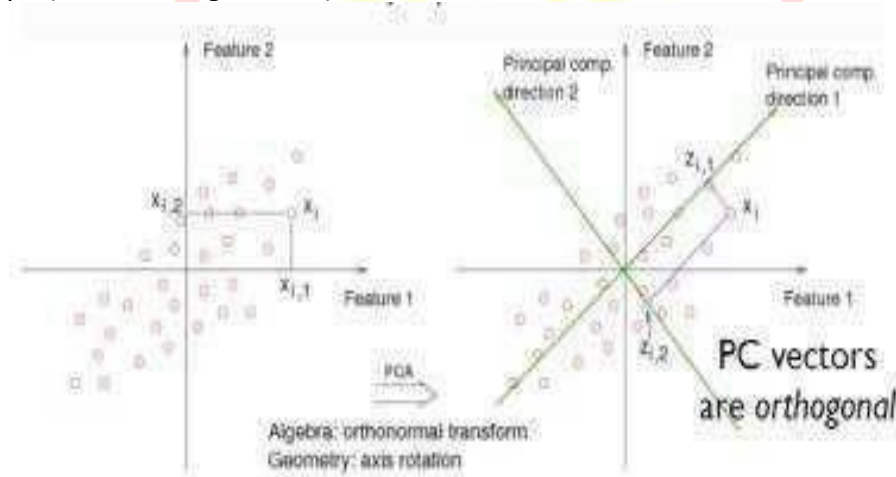 Feature 2
x_{i,2}
x_i
x_{i,1}
Feature 1
PCA
Algebra: orthonormal transform
Geometry: axis rotation
Feature 2
Principal comp.
direction 2
Principal comp.
direction 1
z_{i,1}
x_i
Feature 1
z_{i,2}
PC vectors
are orthogonal